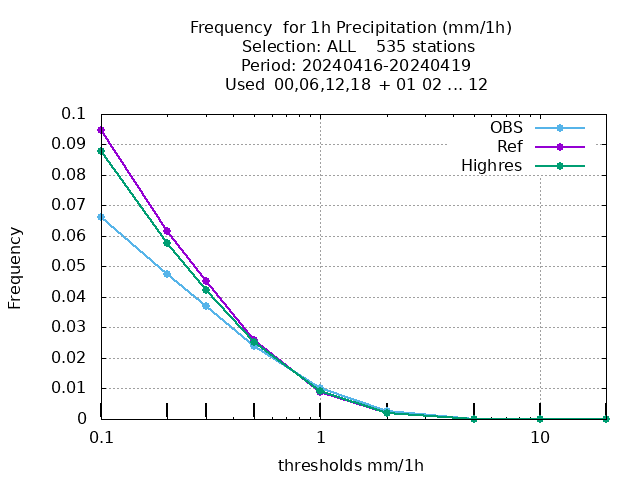 Frequency  for 1h Precipitation (mm/1h)
Selection: ALL    535 stations
Period: 20240416-20240419
Used  00,06,12,18 + 01 02 ... 12
OBS
Ref
Highres
0.1
0.09
0.08
0.07
0.06
0.05
0.04
0.03
0.02
0.01
0
Frequency
0.1 1 10
thresholds mm/1h